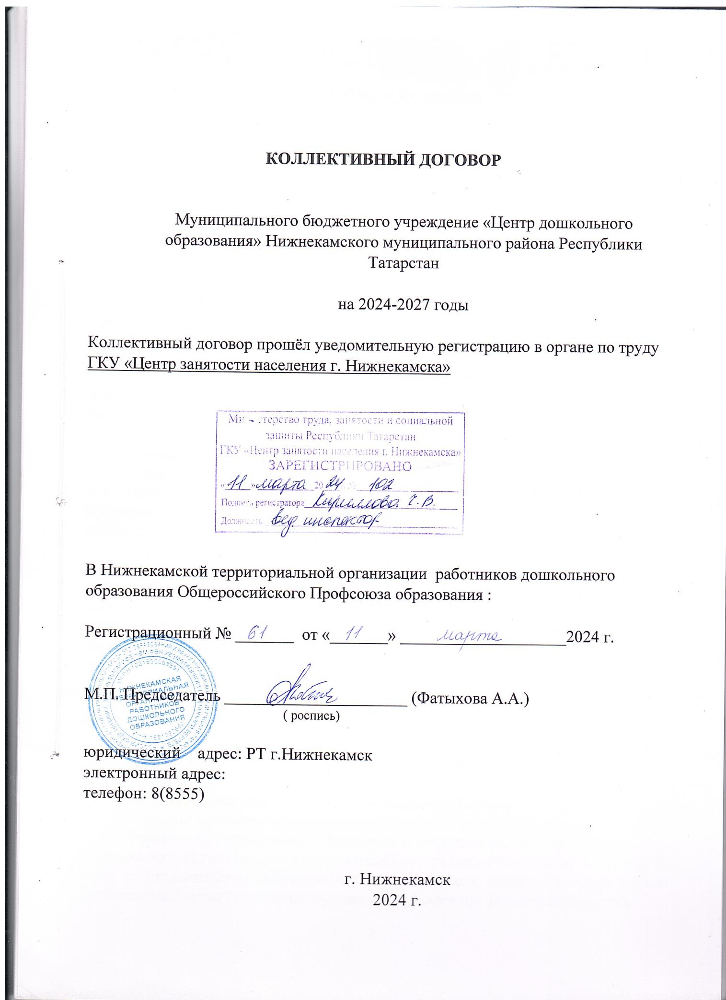 КОЛЛЕКТИВНЫЙ ДОГОВОР
Муниципального бюджетного учреждение «Центр дошкольного
образования» Нижнекамского муниципального района Республики
Татарстан
на 2024-2027 годы
Коллективный договор прошёл уведомительную регистрацию в органе по труду
ГКУ «Центр занятости населения г. Нижнекамска»
Министерство труда, занятости и социальной
защиты Республики Татарстан
ГКУ «Центр занятости населения г. Нижнекамска»
ЗАРЕГИСТРИРОВАНО
«11» марта 2024 г. № 102
Подпись регистратора Кириллова Г.В.
Должность вед. инспектор
В Нижнекамской территориальной организации работников дошкольного
образования Общероссийского Профсоюза образования :
Регистрационный № 61 от «11» марта 2024 г.
М.П. Председатель (Фатыхова А.А.)
( роспись)
НИЖНЕКАМСКАЯ
ТЕРРИТОРИАЛЬНАЯ
ОРГАНИЗАЦИЯ
РАБОТНИКОВ
ДОШКОЛЬНОГО
ОБРАЗОВАНИЯ
юридический адрес: РТ г.Нижнекамск
электронный адрес:
телефон: 8(8555)
г. Нижнекамск
2024 г.